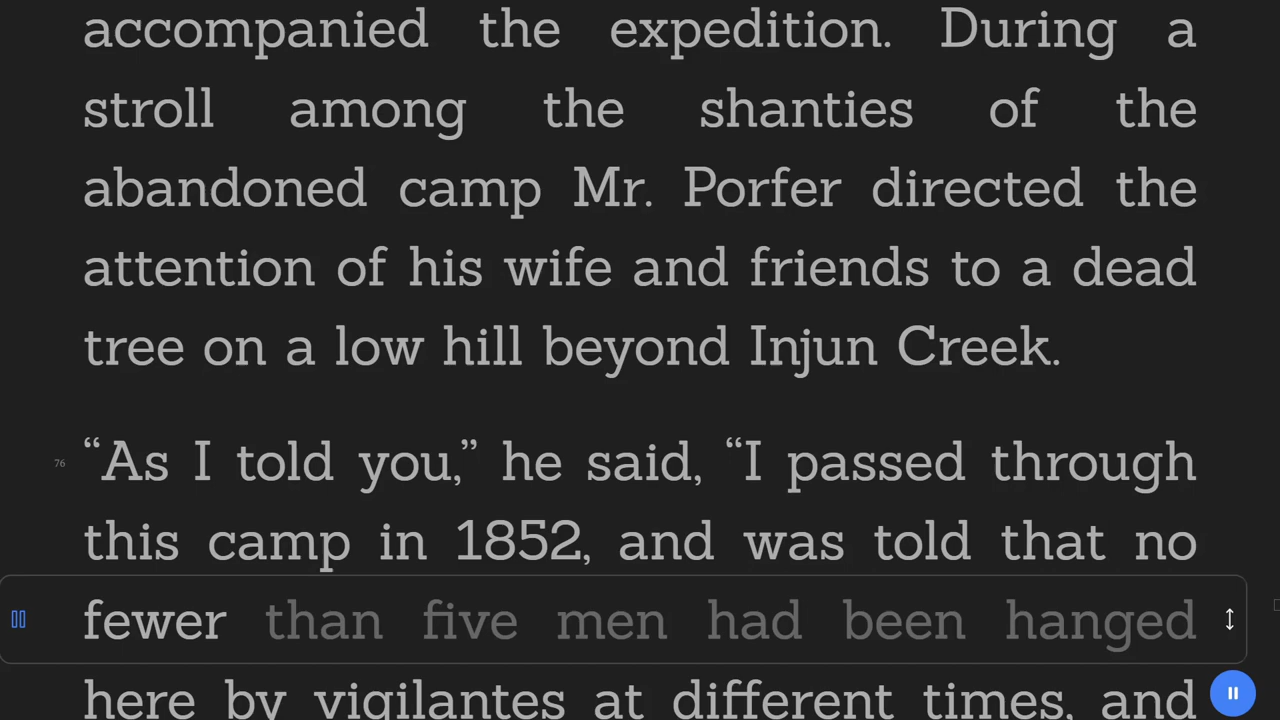 accompanied the expedition. During a
stroll among the shanties of the
abandoned camp Mr. Porfer directed the
attention of his wife and friends to a dead
tree on a low hill beyond Injun Creek.
76
“As I told you,” he said, “I passed through
this camp in 1852, and was told that no
fewer than five men had been hanged
here by vigilantes at different times, and